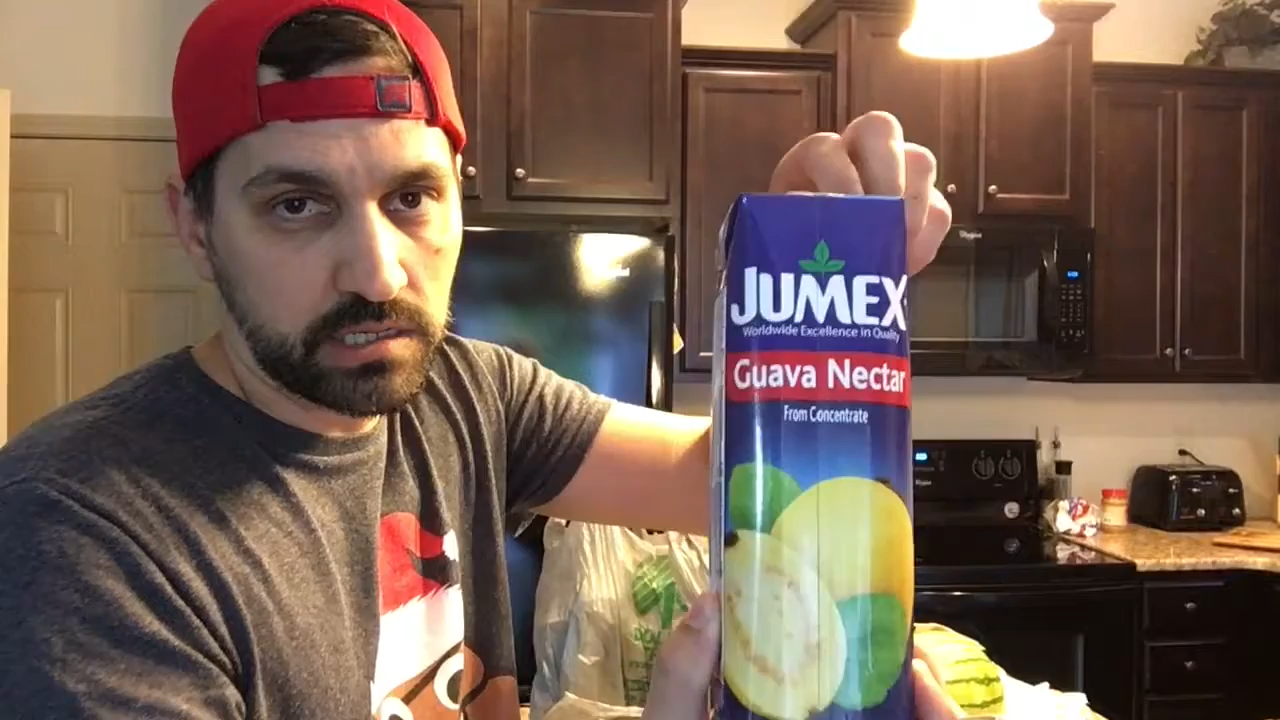 JUMEX
Worldwide Excellence in Quality
Guava Nectar
From Concentrate